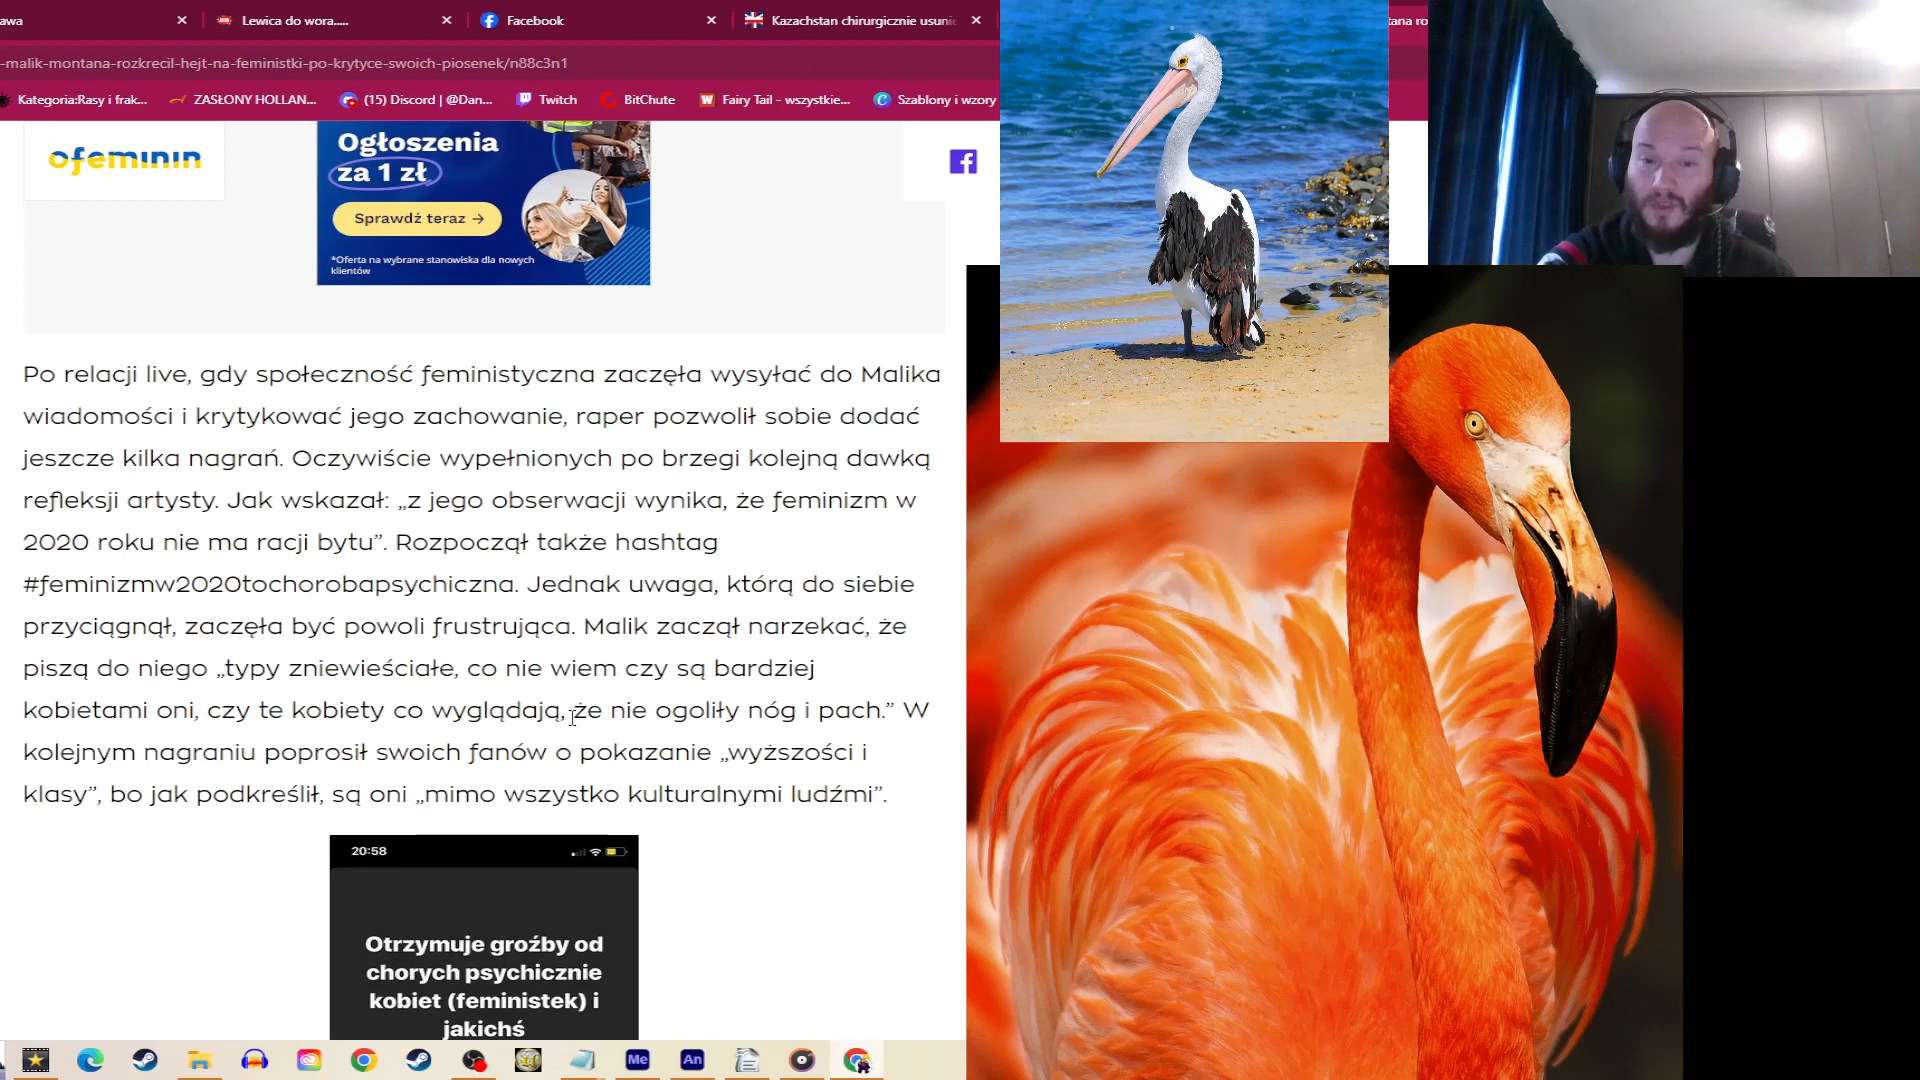 awa
Lewica do wora.....
Facebook
Kazachstan chirurgicznie usunię
tana ro
-malik-montana-rozkrecil-hejt-na-feministki-po-krytyce-swoich-piosenek/n88c3n1
Kategoria:Rasy i frak...
ZASŁONY HOLLAN...
(15) Discord | @Dan...
Twitch
BitChute
Fairy Tail - wszystkie...
Szablony i wzory
ofeminin
Ogłoszenia
za 1 zł
Sprawdź teraz →
*Oferta na wybrane stanowiska dla nowych
klientów
Po relacji live, gdy społeczność feministyczna zaczęła wysyłać do Malika
wiadomości i krytykować jego zachowanie, raper pozwolił sobie dodać
jeszcze kilka nagrań. Oczywiście wypełnionych po brzegi kolejną dawką
refleksji artysty. Jak wskazał: „z jego obserwacji wynika, że feminizm w
2020 roku nie ma racji bytu”. Rozpoczął także hashtag
#feminizmw2020tochorobapsychiczna. Jednak uwaga, którą do siebie
przyciągnął, zaczęła być powoli frustrująca. Malik zaczął narzekać, że
piszą do niego „typy zniewieściałe, co nie wiem czy są bardziej
kobietami oni, czy te kobiety co wyglądają, że nie ogoliły nóg i pach.” W
kolejnym nagraniu poprosił swoich fanów o pokazanie „wyższości i
klasy”, bo jak podkreślił, są oni „mimo wszystko kulturalnymi ludźmi”.
20:58
Otrzymuje groźby od
chorych psychicznie
kobiet (feministek) i
jakichś
Me
An